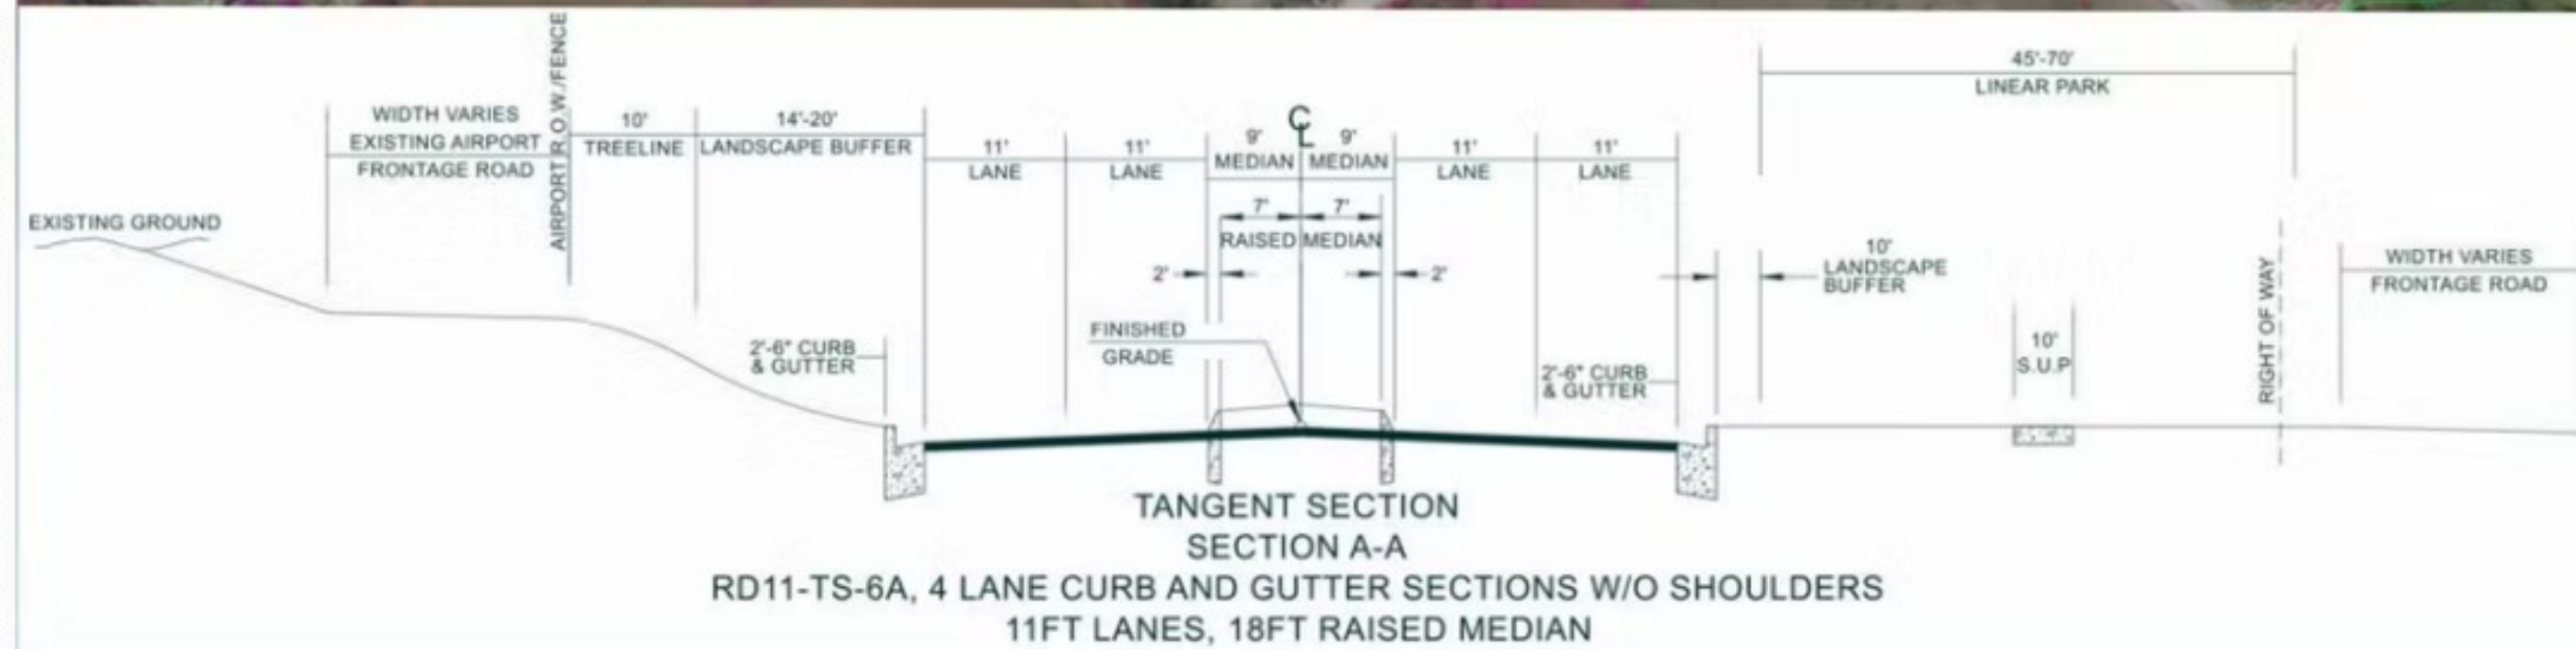 AIRPORT R.O.W./FENCE
45'-70'
LINEAR PARK
WIDTH VARIES
EXISTING AIRPORT
FRONTAGE ROAD
10'
TREELINE
14'-20'
LANDSCAPE BUFFER
11'
LANE
11'
LANE
CL
9'
MEDIAN
9'
MEDIAN
11'
LANE
11'
LANE
7'
7'
RAISED MEDIAN
2'
2'
EXISTING GROUND
10'
LANDSCAPE
BUFFER
RIGHT OF WAY
WIDTH VARIES
FRONTAGE ROAD
FINISHED
GRADE
2'-6" CURB
& GUTTER
2'-6" CURB
& GUTTER
10'
S.U.P
TANGENT SECTION
SECTION A-A
RD11-TS-6A, 4 LANE CURB AND GUTTER SECTIONS W/O SHOULDERS
11FT LANES, 18FT RAISED MEDIAN